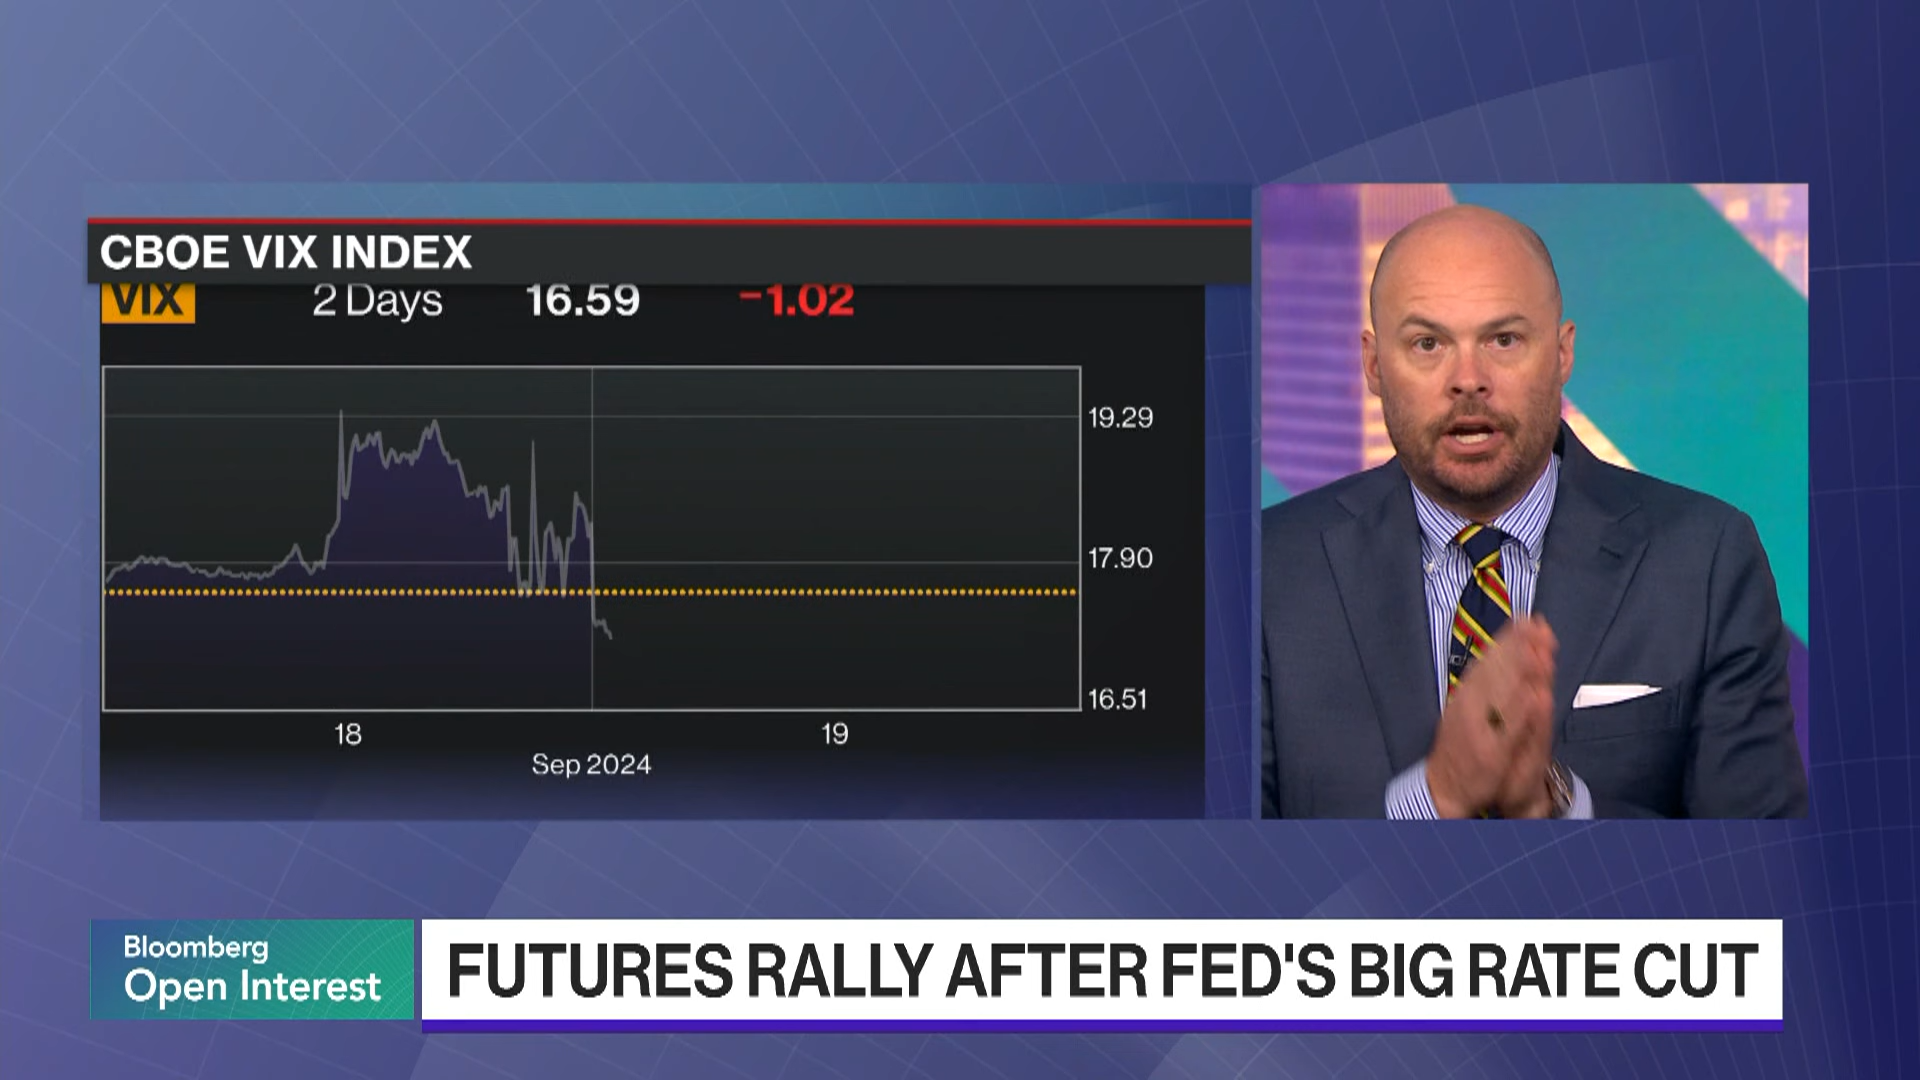 CBOE VIX INDEX
VIX 2 Days 16.59 -1.02
19.29
17.90
16.51
18 19
Sep 2024
Bloomberg
Open Interest
FUTURES RALLY AFTER FED'S BIG RATE CUT